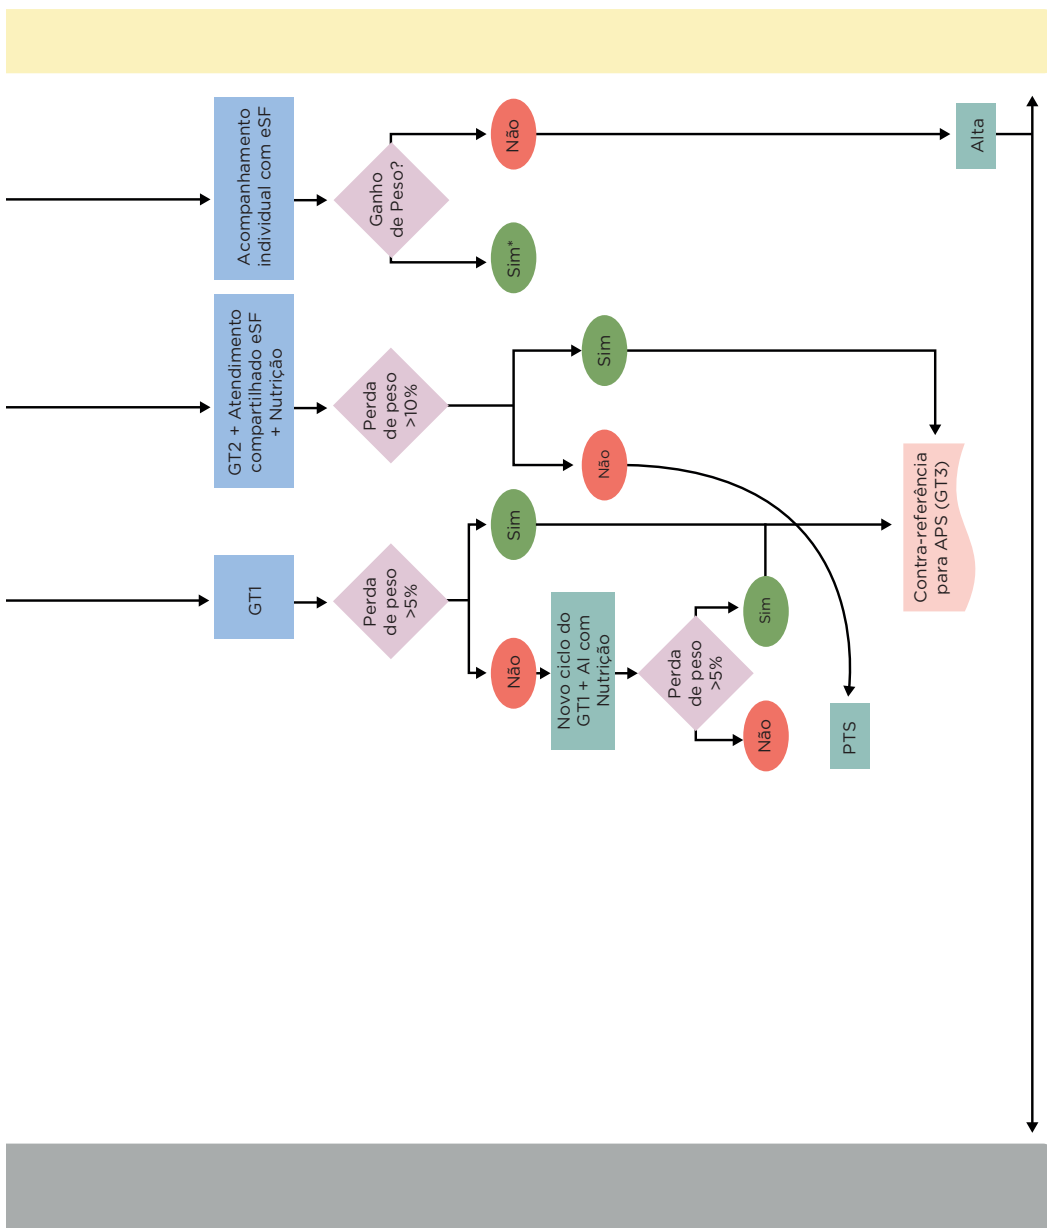 Acompanhamento
individual com eSF
Ganho
de Peso?
Não
Sim*
Alta
GT2 + Atendimento
compartilhado eSF
+ Nutrição
Perda
de peso
>10%
Sim
Não
GT1
Perda
de peso
>5%
Sim
Não
Novo ciclo do
GT1 + AI com
Nutrição
Perda
de peso
>5%
Sim
Não
PTS
Contra-referência
para APS (GT3)